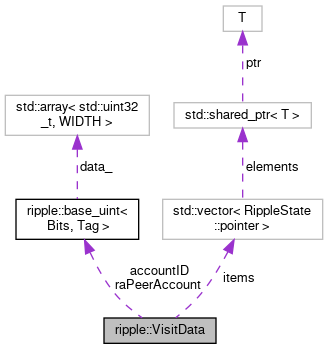 T
ptr
std::array< std::uint32
_t, WIDTH >
std::shared_ptr< T >
data_
elements
ripple::base_uint<
Bits, Tag >
std::vector< RippleState
::pointer >
accountID
raPeerAccount
items
ripple::VisitData